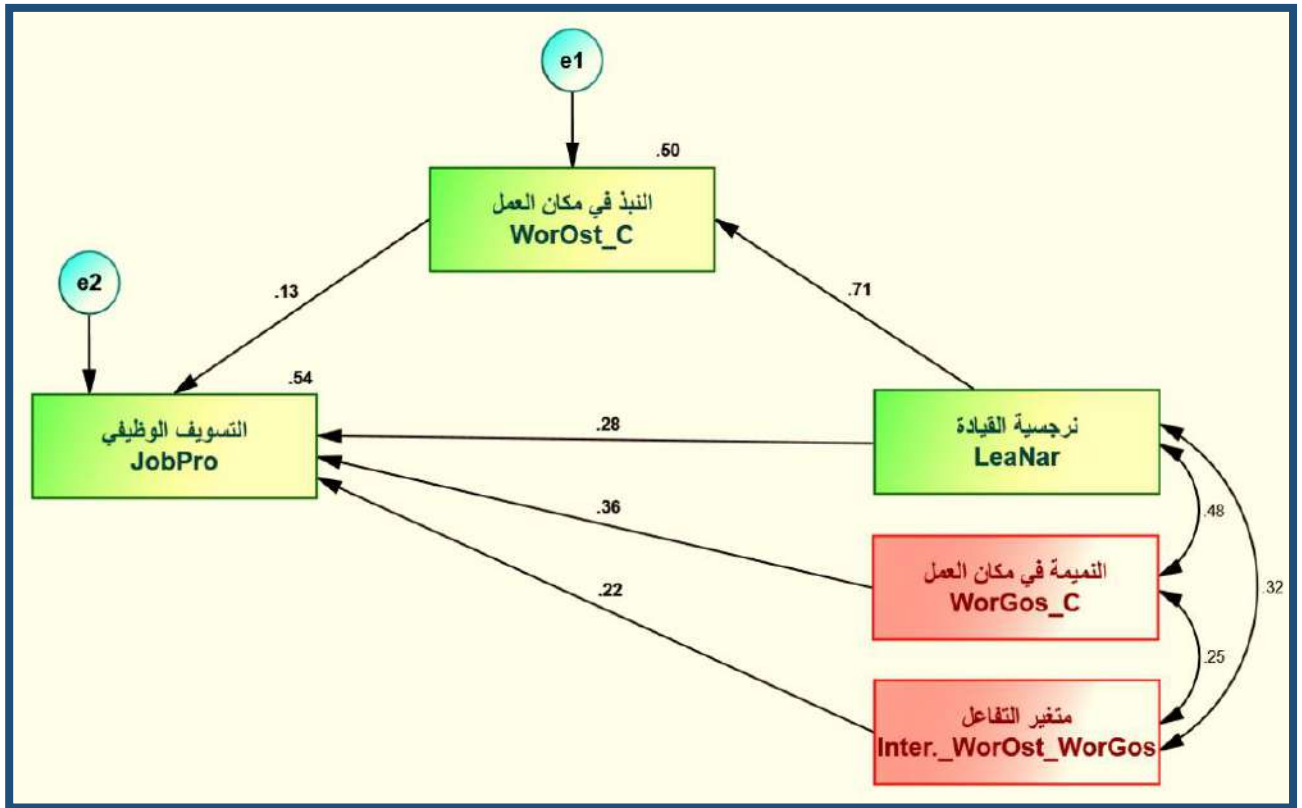 e1
.50
النبذ في مكان العمل
WorOst_C
e2
.13
.71
.54
التسويف الوظيفي
JobPro
.28
نرجسية القيادة
LeaNar
.36
.48
النميمة في مكان العمل
WorGos_C
.22
.32
.25
متغير التفاعل
Inter._WorOst_WorGos